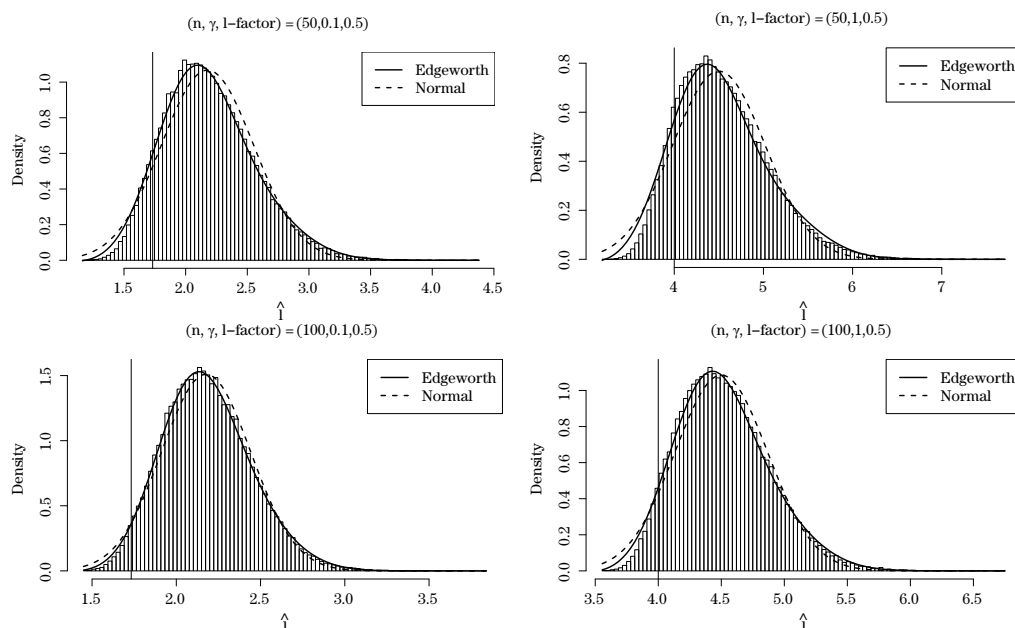 (n, γ, l−factor) = (50,0.1,0.5)
Edgeworth
Normal
Density
0.0 0.2 0.4 0.6 0.8 1.0
1.5 2.0 2.5 3.0 3.5 4.0 4.5
l̂
(n, γ, l−factor) = (50,1,0.5)
Edgeworth
Normal
Density
0.0 0.2 0.4 0.6 0.8
4 5 6 7
l̂
(n, γ, l−factor) = (100,0.1,0.5)
Edgeworth
Normal
Density
0.0 0.5 1.0 1.5
1.5 2.0 2.5 3.0 3.5
l̂
(n, γ, l−factor) = (100,1,0.5)
Edgeworth
Normal
Density
0.0 0.2 0.4 0.6 0.8 1.0
3.5 4.0 4.5 5.0 5.5 6.0 6.5
l̂